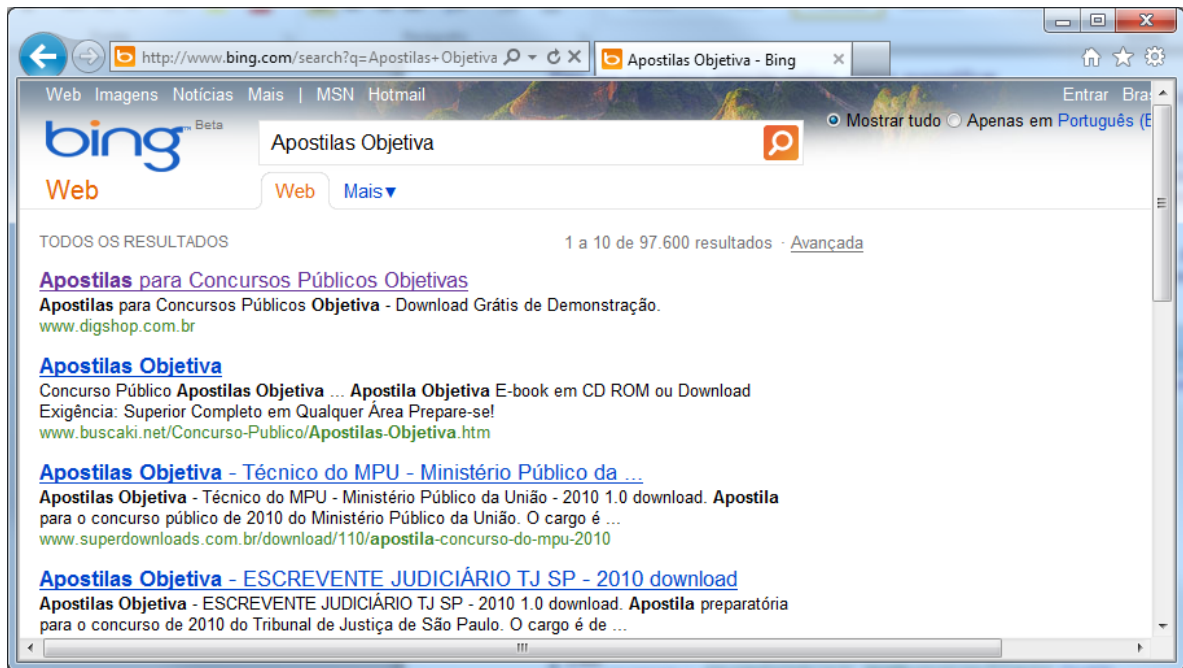 http://www.bing.com/search?q=Apostilas+Objetiva
Apostilas Objetiva - Bing
Web Imagens Notícias Mais | MSN Hotmail
Entrar
bing Beta
Apostilas Objetiva
Mostrar tudo Apenas em Português
Web
Web Mais
TODOS OS RESULTADOS
1 a 10 de 97.600 resultados · Avançada
Apostilas para Concursos Públicos Objetivas
Apostilas para Concursos Públicos Objetiva - Download Grátis de Demonstração.
www.digshop.com.br
Apostilas Objetiva
Concurso Público Apostilas Objetiva ... Apostila Objetiva E-book em CD ROM ou Download
Exigência: Superior Completo em Qualquer Área Prepare-se!
www.buscaki.net/Concurso-Publico/Apostilas-Objetiva.htm
Apostilas Objetiva - Técnico do MPU - Ministério Público da ...
Apostilas Objetiva - Técnico do MPU - Ministério Público da União - 2010 1.0 download. Apostila
para o concurso público de 2010 do Ministério Público da União. O cargo é ...
www.superdownloads.com.br/download/110/apostila-concurso-do-mpu-2010
Apostilas Objetiva - ESCREVENTE JUDICIÁRIO TJ SP - 2010 download
Apostilas Objetiva - ESCREVENTE JUDICIÁRIO TJ SP - 2010 1.0 download. Apostila preparatória
para o concurso de 2010 do Tribunal de Justiça de São Paulo. O cargo é de ...